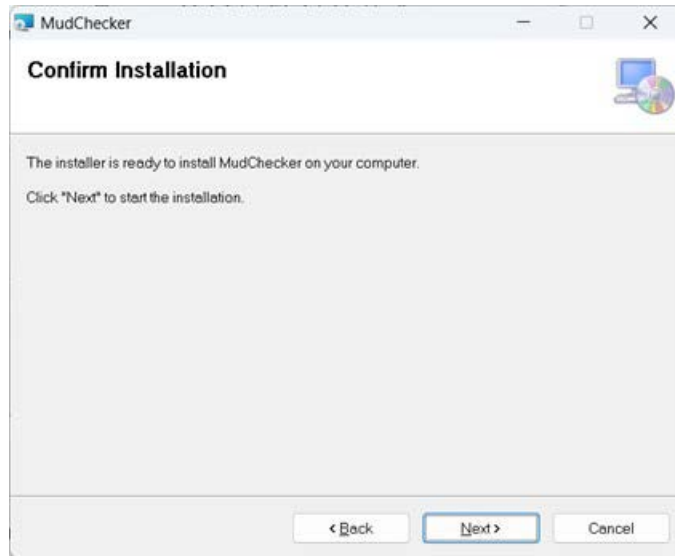 MudChecker
Confirm Installation
The installer is ready to install MudChecker on your computer.
Click "Next" to start the installation.
< Back
Next >
Cancel